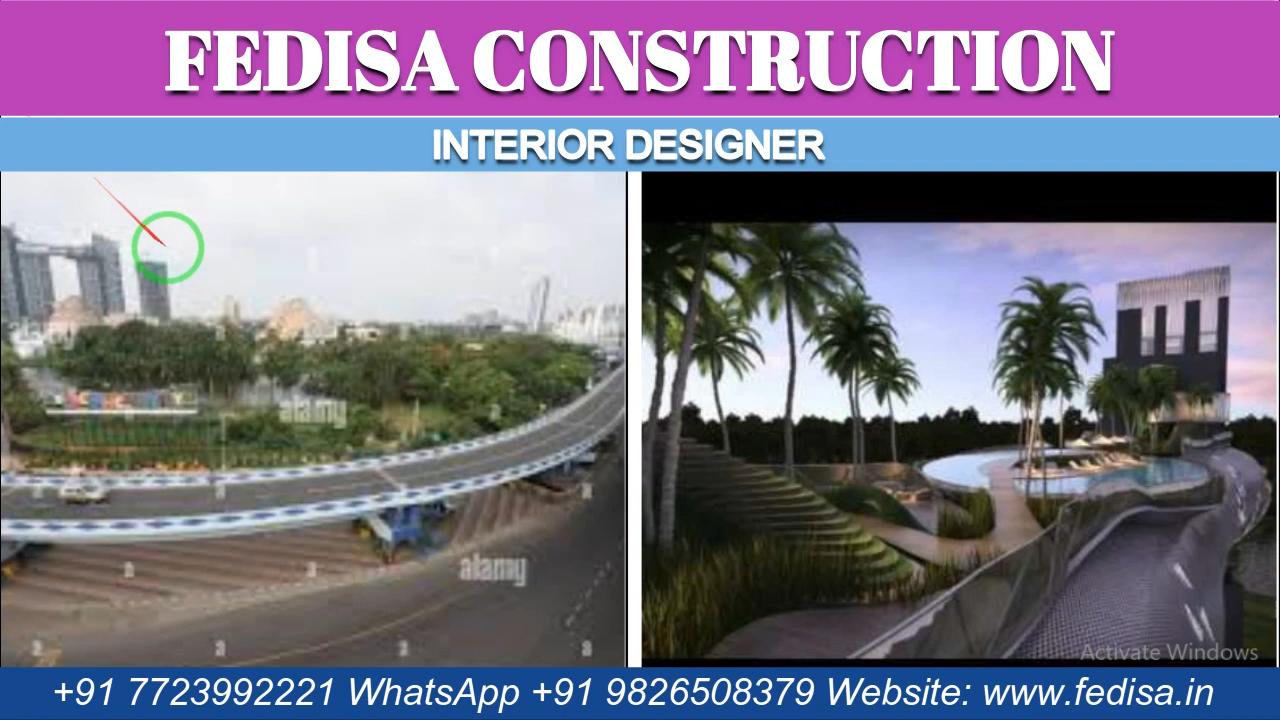 FEDISA CONSTRUCTION
INTERIOR DESIGNER
alamy
alamy
a
a
a
a
a
a
Activate Windows
+91 7723992221 WhatsApp +91 9826508379 Website: www.fedisa.in